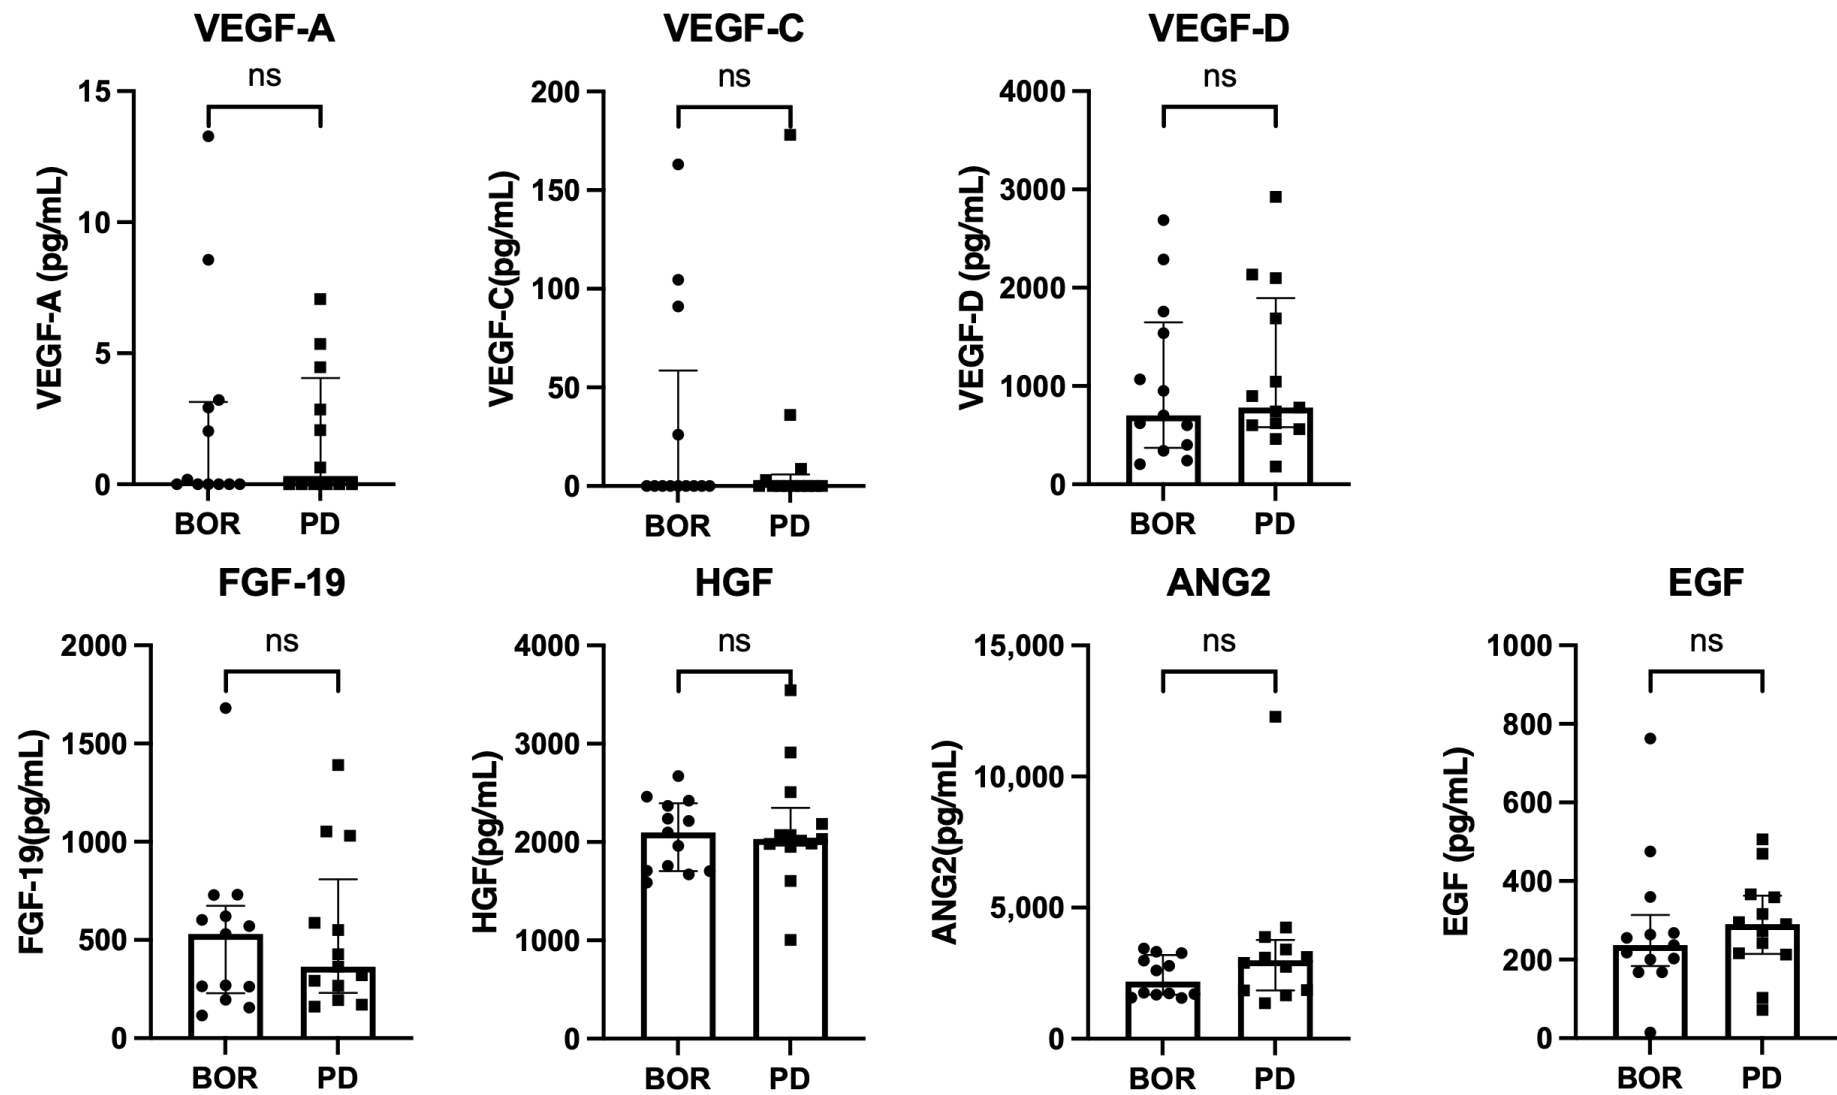 VEGF-A
VEGF-C
VEGF-D
ns
ns
ns
VEGF-A (pg/mL)
15
10
5
0
BOR
PD
VEGF-C(pg/mL)
200
150
100
50
0
BOR
PD
VEGF-D (pg/mL)
4000
3000
2000
1000
0
BOR
PD
FGF-19
HGF
ANG2
EGF
ns
ns
ns
ns
FGF-19(pg/mL)
2000
1500
1000
500
0
BOR
PD
HGF(pg/mL)
4000
3000
2000
1000
0
BOR
PD
ANG2(pg/mL)
15,000
10,000
5,000
0
BOR
PD
EGF (pg/mL)
1000
800
600
400
200
0
BOR
PD